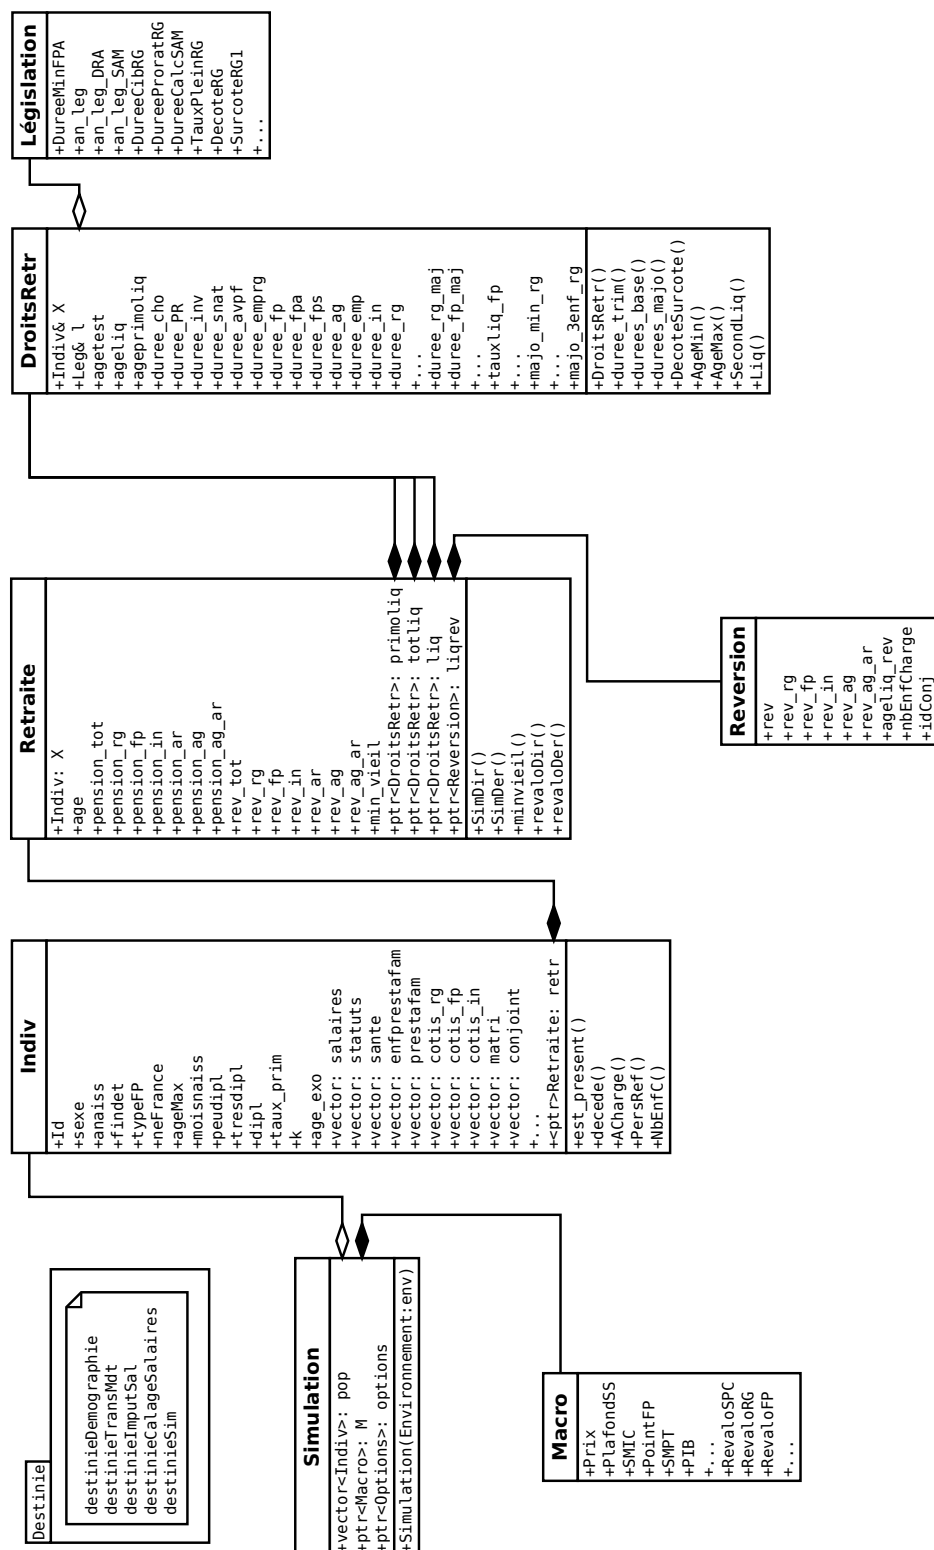 Destinie
destinieDemographie
destinieTransMdt
destinieImputSal
destinieCalageSalaires
destinieSim
Simulation
+vector<Indiv>: pop
+ptr<Macro>: M
+ptr<Options>: options
+Simulation(Environnement:env)
Macro
+Prix
+PlafondSS
+SMIC
+PointFP
+SMPT
+PIB
+...
+RevaloSPC
+RevaloRG
+RevaloFP
+...
Indiv
+Id
+sexe
+anaiss
+findet
+typeFP
+neFrance
+ageMax
+moisnaiss
+peudipl
+tresdipl
+dipl
+taux_prim
+k
+age_exo
+vector: salaires
+vector: statuts
+vector: sante
+vector: enfprestafam
+vector: prestafam
+vector: cotis_rg
+vector: cotis_fp
+vector: cotis_in
+vector: matri
+vector: conjoint
+...
+<ptr>Retraite: retr
+est_present()
+decede()
+ACharge()
+PersRef()
+NbEnfC()
Retraite
+Indiv: X
+age
+pension_tot
+pension_rg
+pension_fp
+pension_in
+pension_ar
+pension_ag
+pension_ag_ar
+rev_tot
+rev_rg
+rev_fp
+rev_in
+rev_ar
+rev_ag
+rev_ag_ar
+min_vieil
+ptr<DroitsRetr>: primoliq
+ptr<DroitsRetr>: totliq
+ptr<DroitsRetr>: liq
+ptr<Reversion>: liqrev
+SimDir()
+SimDer()
+minvieil()
+revaloDir()
+revaloDer()
Reversion
+rev
+rev_rg
+rev_fp
+rev_in
+rev_ag
+rev_ag_ar
+ageliq_rev
+nbEnfCharge
+idConj
DroitsRetr
+Indiv& X
+Leg& l
+agetest
+ageliq
+ageprimoliq
+duree_cho
+duree_PR
+duree_inv
+duree_snat
+duree_avpf
+duree_emprg
+duree_fp
+duree_fpa
+duree_fps
+duree_ag
+duree_emp
+duree_in
+duree_rg
+...
+duree_rg_maj
+duree_fp_maj
+...
+tauxliq_fp
+...
+majo_min_rg
+...
+majo_3enf_rg
+DroitsRetr()
+duree_trim()
+durees_base()
+durees_majo()
+DecoteSurcote()
+AgeMin()
+AgeMax()
+SecondLiq()
+Liq()
Législation
+DureeMinFPA
+an_leg
+an_leg_DRA
+an_leg_SAM
+DureeCibRG
+DureeProratRG
+DureeCalcSAM
+TauxPleinRG
+DecoteRG
+SurcoteRG1
+...